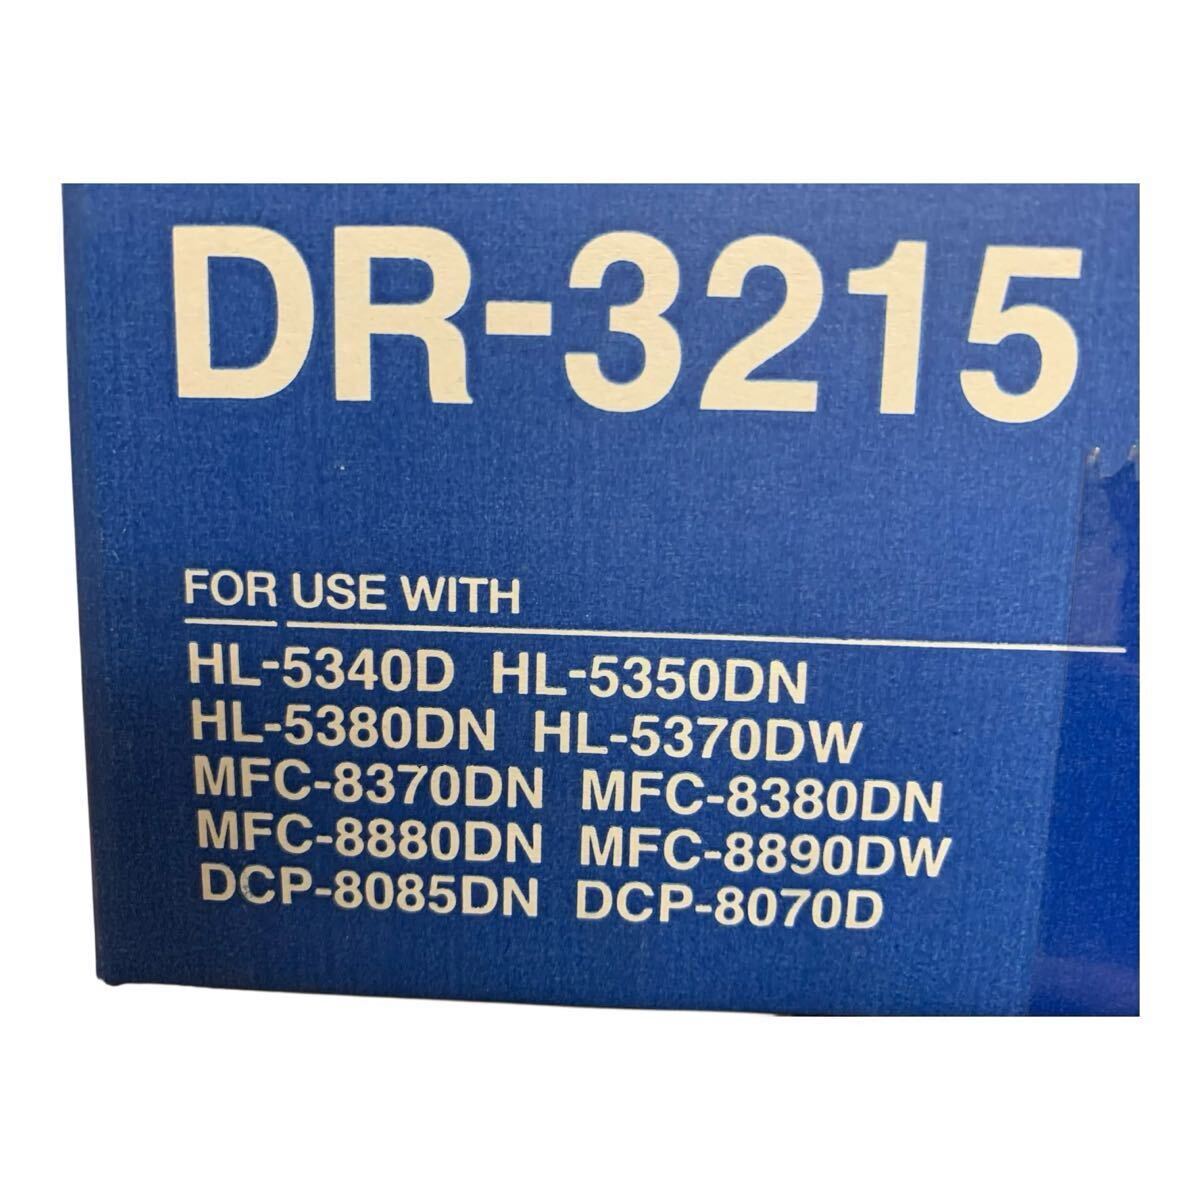 DR-3215
FOR USE WITH
HL-5340D HL-5350DN
HL-5380DN HL-5370DW
MFC-8370DN MFC-8380DN
MFC-8880DN MFC-8890DW
DCP-8085DN DCP-8070D